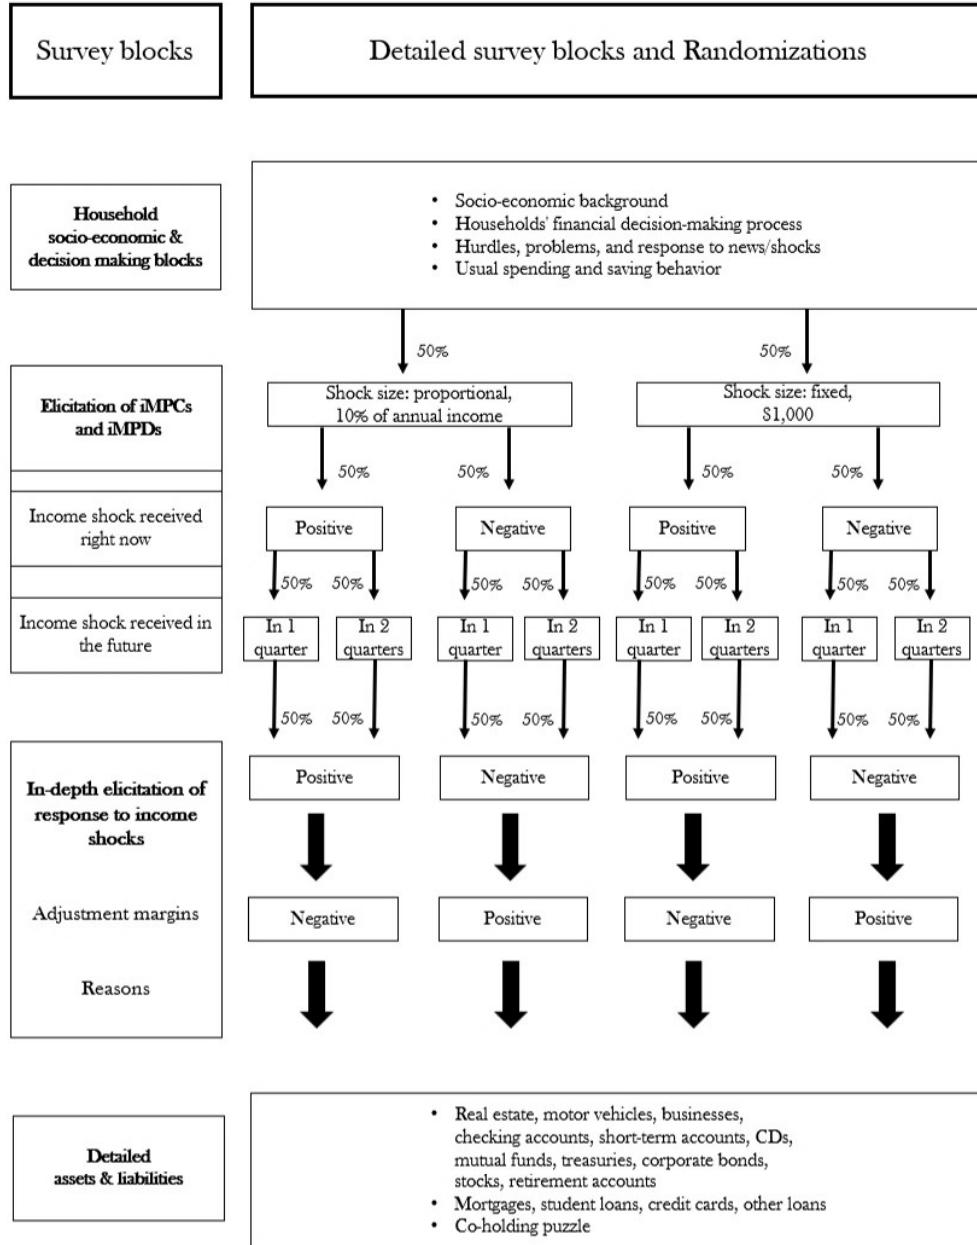 Survey blocks
Detailed survey blocks and Randomizations
Household
socio-economic &
decision making blocks
• Socio-economic background
• Households' financial decision-making process
• Hurdles, problems, and response to news/shocks
• Usual spending and saving behavior
50%
50%
Elicitation of iMPCs
and iMPDs
Shock size: proportional,
10% of annual income
Shock size: fixed,
$1,000
50%
50%
50%
50%
Income shock received
right now
Positive
Negative
Positive
Negative
50%
50%
50%
50%
50%
50%
50%
50%
Income shock received in
the future
In 1
quarter
In 2
quarters
In 1
quarter
In 2
quarters
In 1
quarter
In 2
quarters
In 1
quarter
In 2
quarters
50%
50%
50%
50%
50%
50%
50%
50%
In-depth elicitation of
response to income
shocks
Positive
Negative
Positive
Negative
Adjustment margins
Negative
Positive
Negative
Positive
Reasons
Detailed
assets & liabilities
• Real estate, motor vehicles, businesses,
checking accounts, short-term accounts, CDs,
mutual funds, treasuries, corporate bonds,
stocks, retirement accounts
• Mortgages, student loans, credit cards, other loans
• Co-holding puzzle